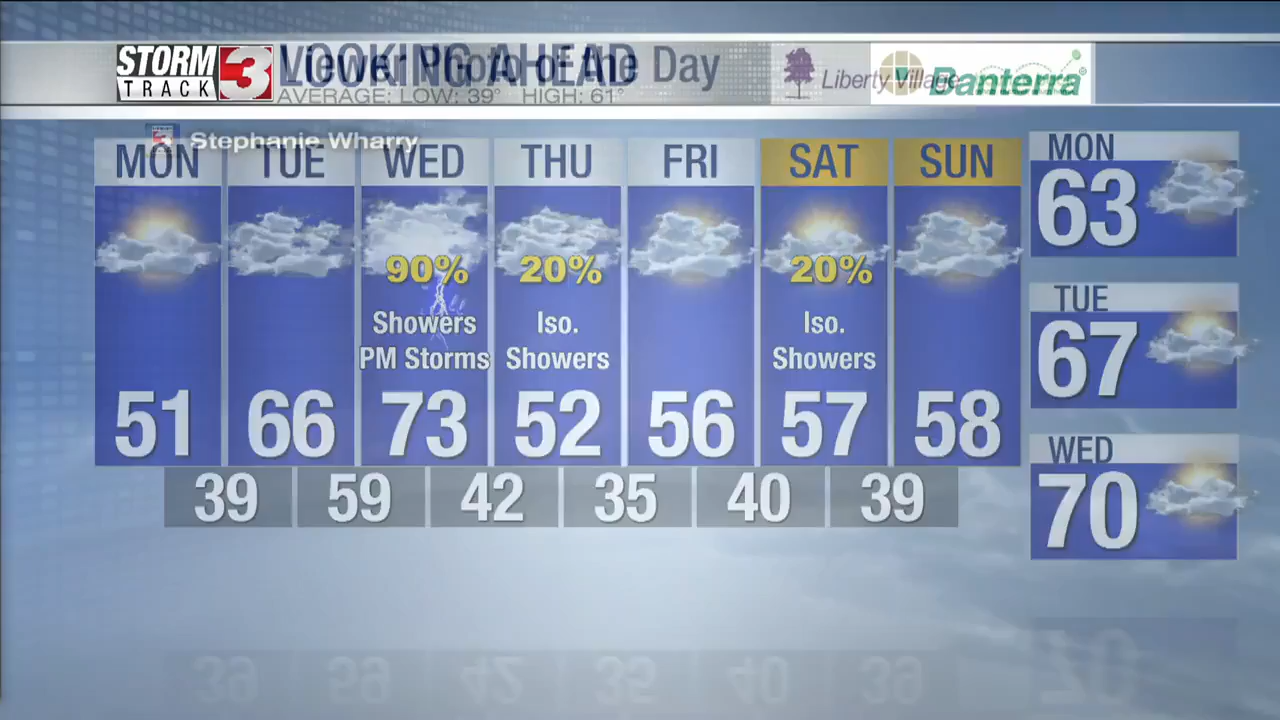 STORM
TRACK 3
LOOKING AHEAD
Viewer Photo of the Day
AVERAGE: LOW: 39° HIGH: 61°
Liberty Village
Banterra
Stephanie Wharry
MON TUE WED THU FRI SAT SUN
90% 20% 20%
Showers Iso. Iso.
PM Storms Showers Showers
51 66 73 52 56 57 58
39 59 42 35 40 39
MON
63
TUE
67
WED
70